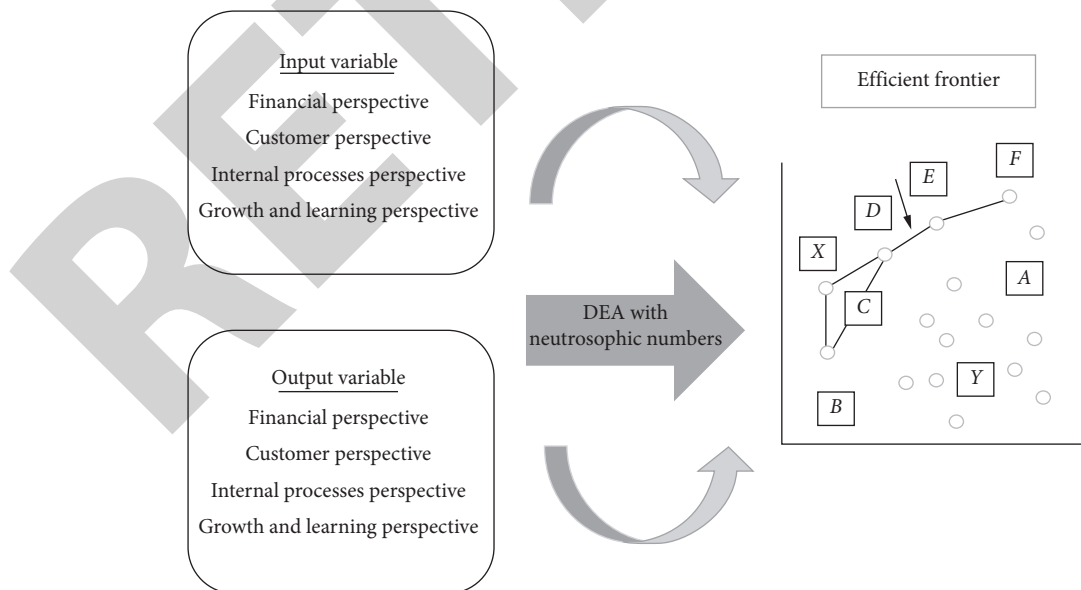 Input variable
Financial perspective
Customer perspective
Internal processes perspective
Growth and learning perspective
Output variable
Financial perspective
Customer perspective
Internal processes perspective
Growth and learning perspective
DEA with
neutrosophic numbers
Efficient frontier
F
E
D
X
A
C
Y
B
RET